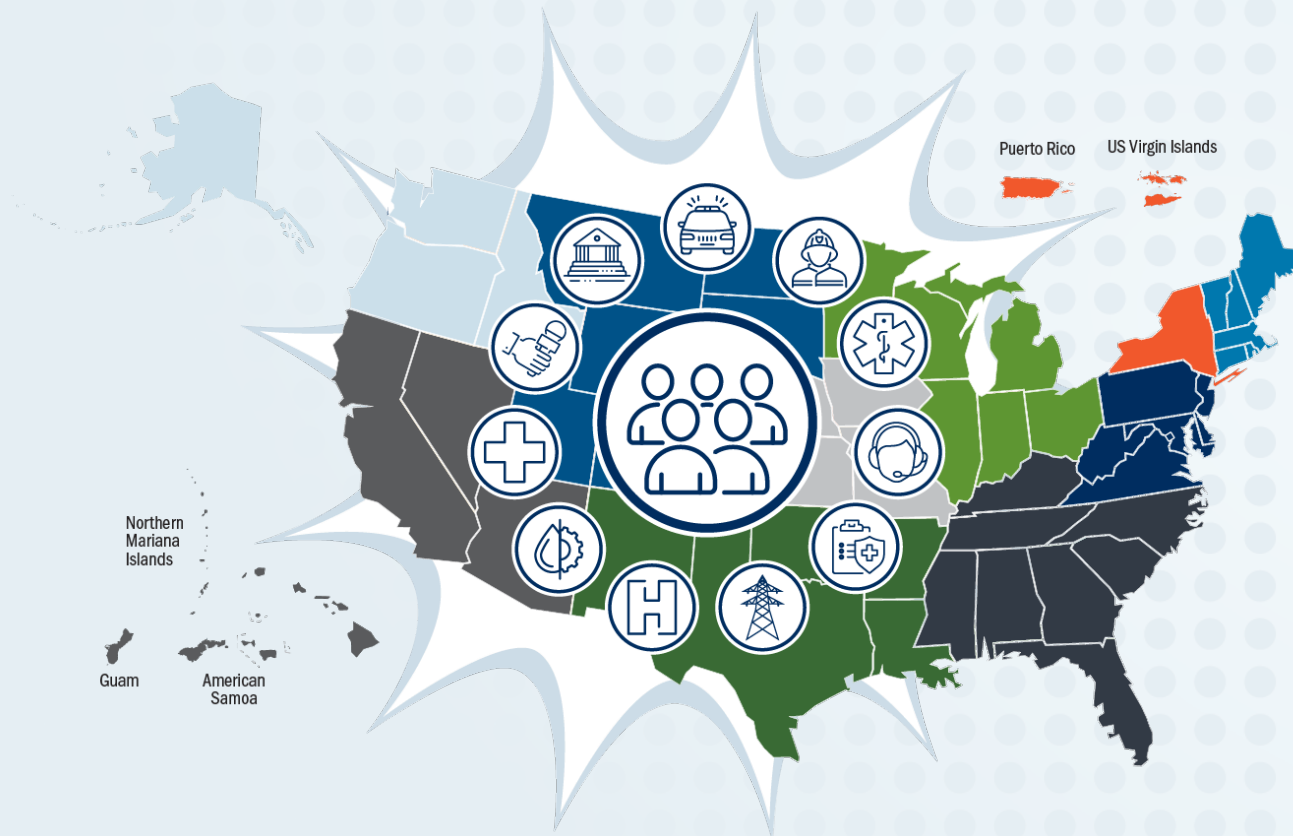 Puerto Rico
US Virgin Islands
Northern
Mariana
Islands
Guam
American
Samoa
H